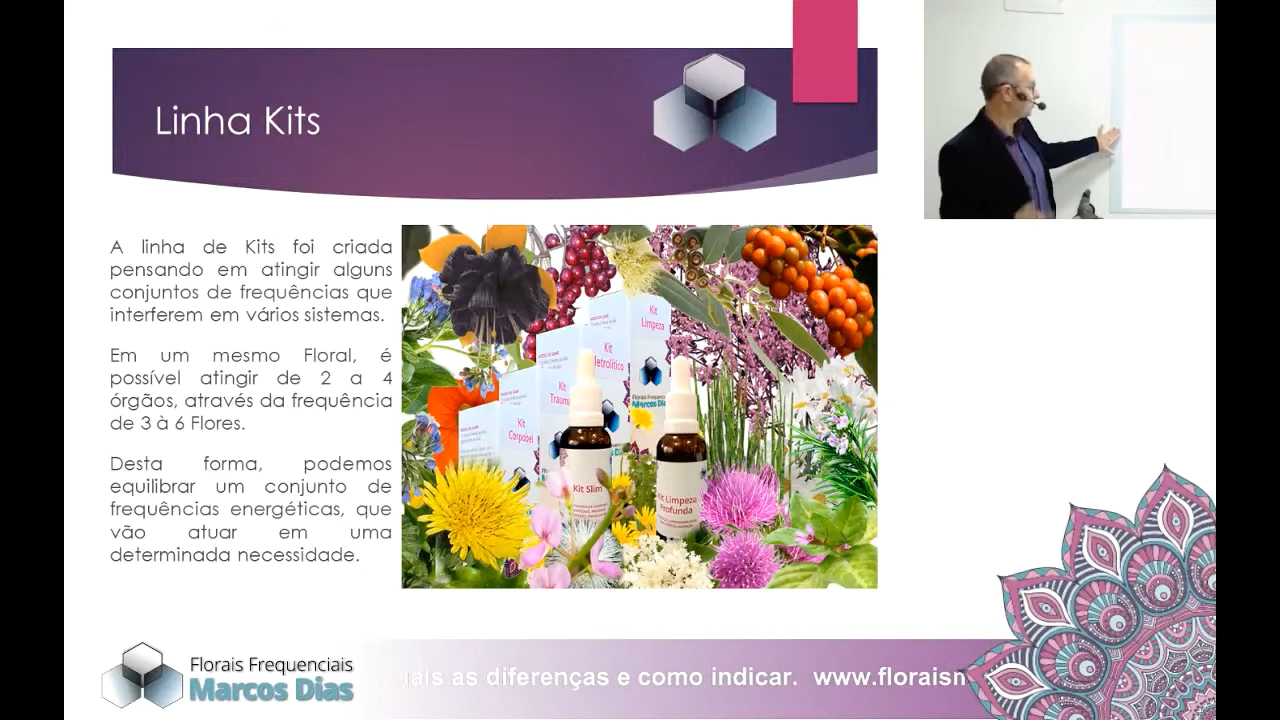 Linha Kits
A linha de Kits foi criada
pensando em atingir alguns
conjuntos de frequências que
interferem em vários sistemas.
Em um mesmo Floral, é
possível atingir de 2 a 4
órgãos, através da frequência
de 3 à 6 Flores.
Desta forma, podemos
equilibrar um conjunto de
frequências energéticas, que
vão atuar em uma
determinada necessidade.
Kit
Limpeza
Kit
Kit
Kit
Kit Slim
Kit Limpeza
Profunda
Florais Frequenciais
Marcos Dias
Florais Frequenciais
Marcos Dias
ais as diferenças e como indicar. www.florais